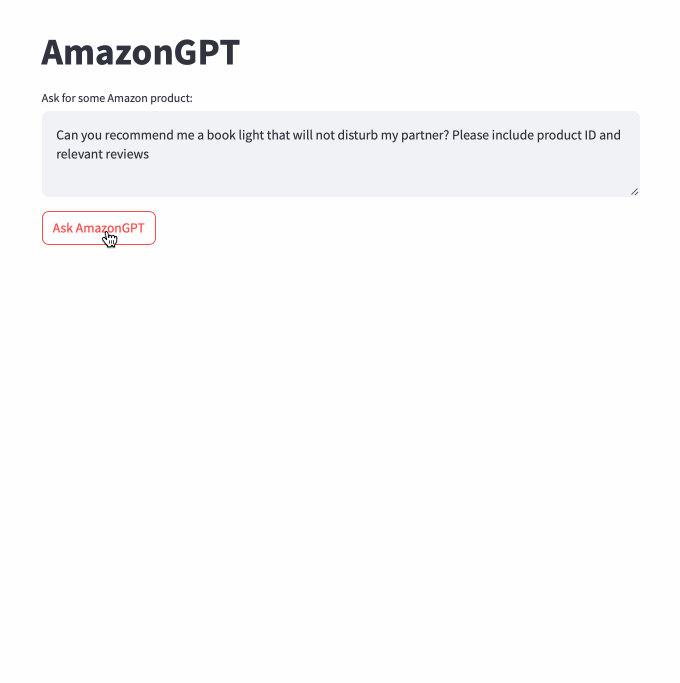 AmazonGPT
Ask for some Amazon product:
Can you recommend me a book light that will not disturb my partner? Please include product ID and
relevant reviews
Ask AmazonGPT